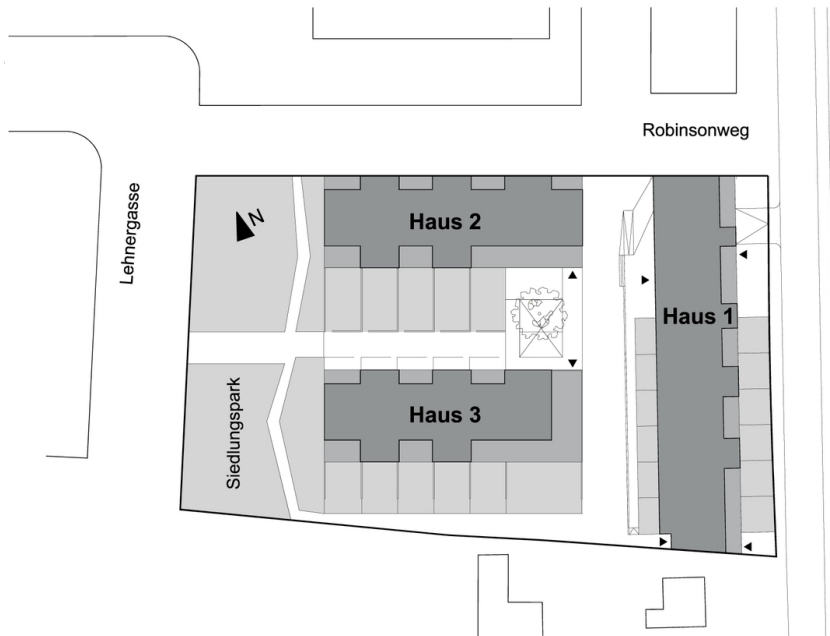 Robinsonweg
Lehnergasse
N
Haus 2
Haus 1
Haus 3
Siedlungspark